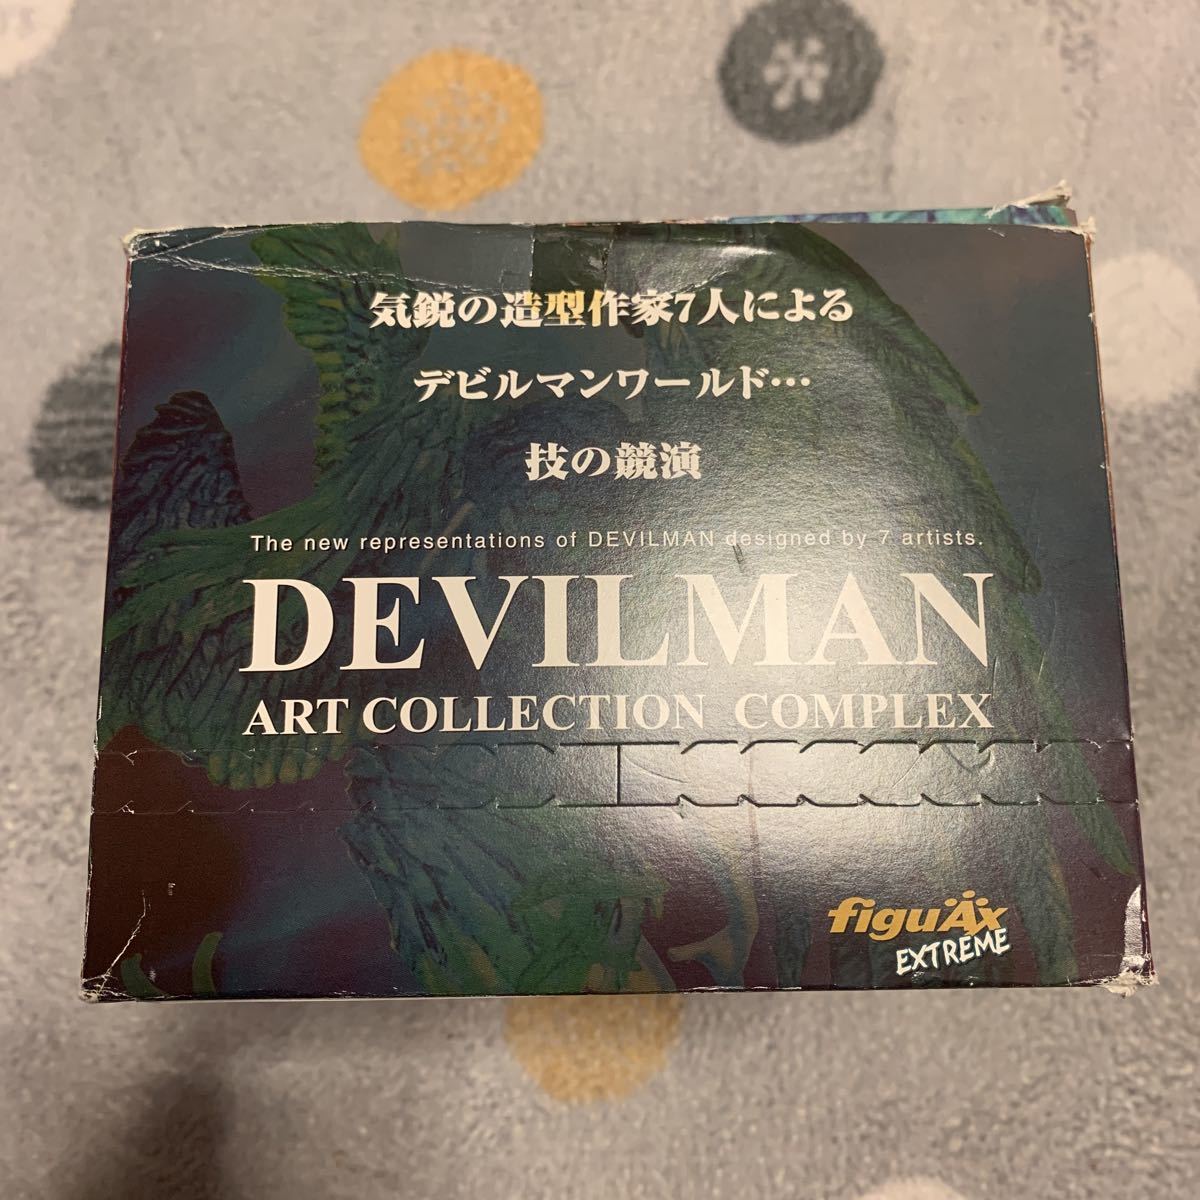 気鋭の造型作家7人による
デビルマンワールド…
技の競演
The new representations of DEVILMAN designed by 7 artists.
DEVILMAN
ART COLLECTION COMPLEX
figuAx
EXTREME